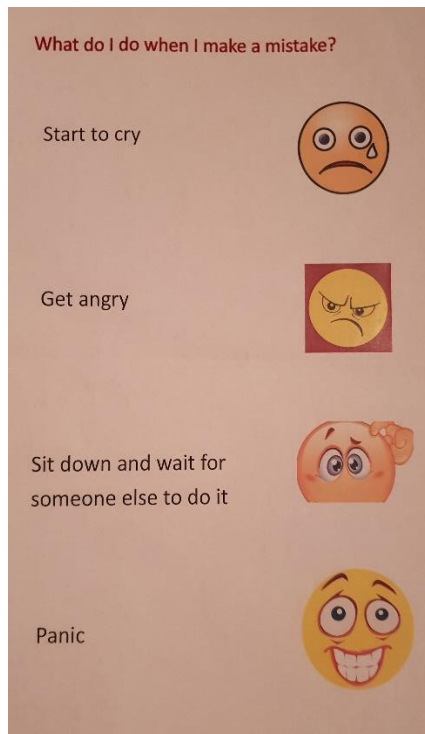 What do I do when I make a mistake?
Start to cry
Get angry
Sit down and wait for
someone else to do it
Panic